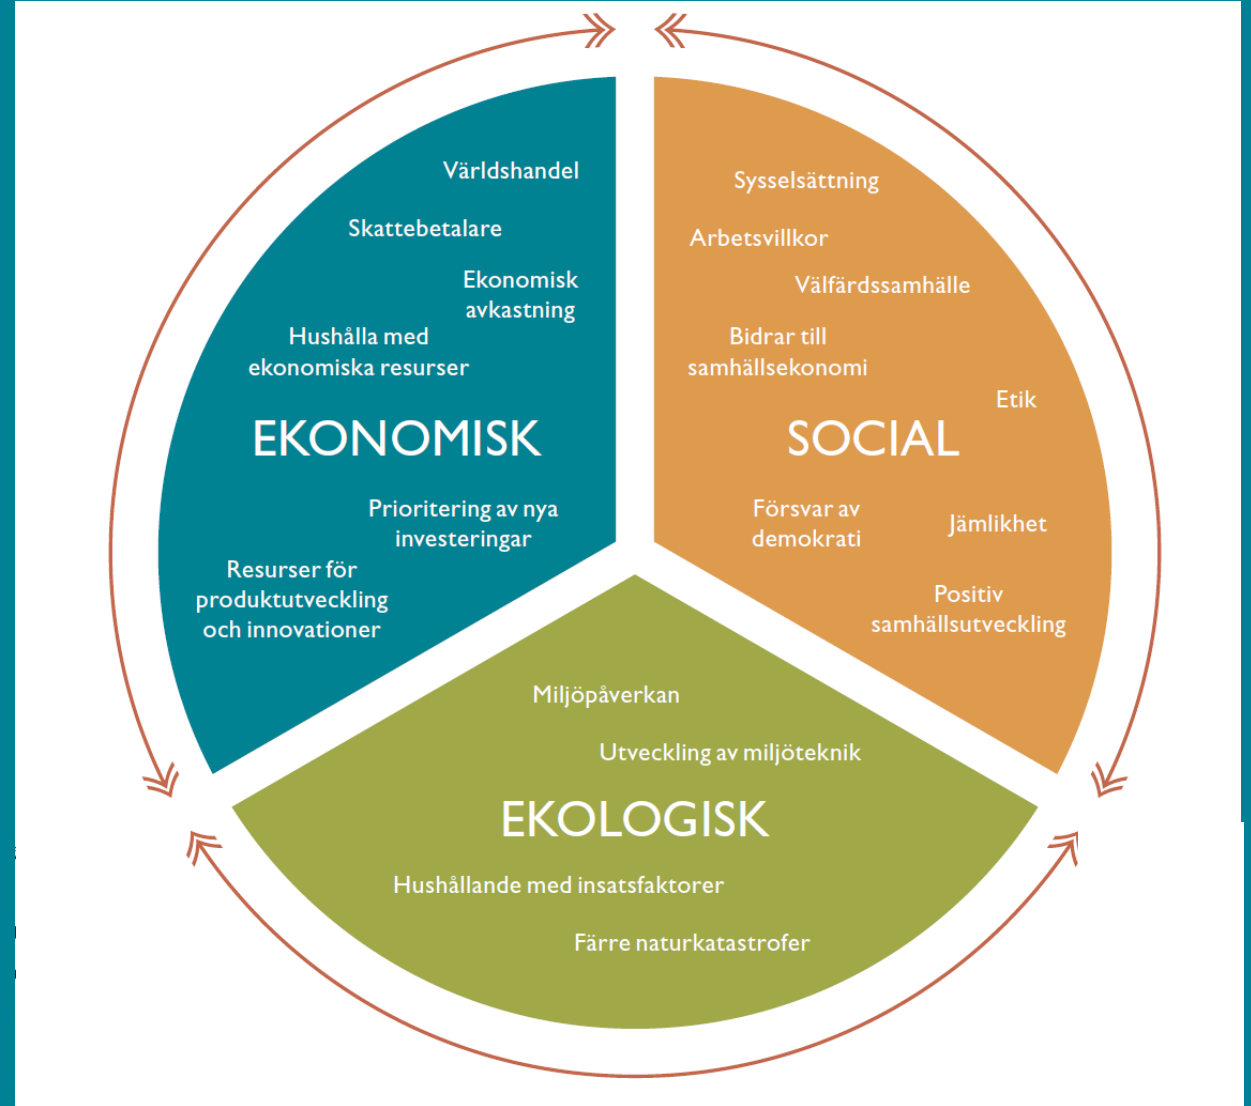 Världshandel
Skattebetalare
Ekonomisk
avkastning
Hushålla med
ekonomiska resurser
EKONOMISK
Prioritering av nya
investeringar
Resurser för
produktutveckling
och innovationer
Sysselsättning
Arbetsvillkor
Välfärdssamhälle
Bidrar till
samhällsekonomi
Etik
SOCIAL
Försvar av
demokrati
Jämlikhet
Positiv
samhällsutveckling
Miljöpåverkan
Utveckling av miljöteknik
EKOLOGISK
Hushållande med insatsfaktorer
Färre naturkatastrofer